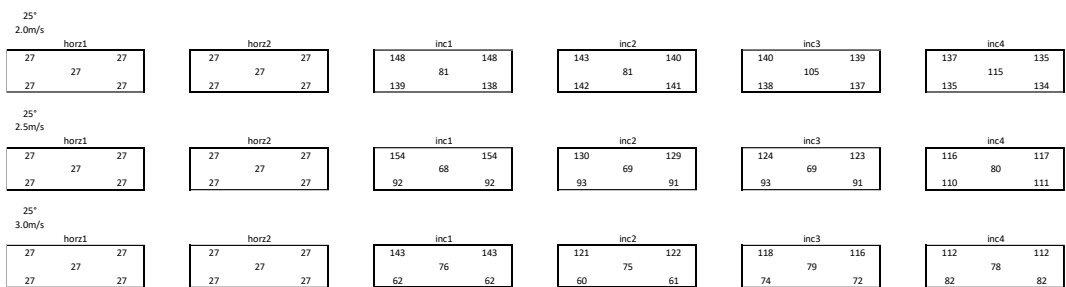 25°
2.0m/s
horz1 horz2 inc1 inc2 inc3 inc4
27 27 27 27 148 148 143 140 140 139 137 135
27 27 81 81 105 115
27 27 27 27 139 138 142 141 138 137 135 134
25°
2.5m/s
horz1 horz2 inc1 inc2 inc3 inc4
27 27 27 27 154 154 130 129 124 123 116 117
27 27 68 69 69 80
27 27 27 27 92 92 93 91 93 91 110 111
25°
3.0m/s
horz1 horz2 inc1 inc2 inc3 inc4
27 27 27 27 143 143 121 122 118 116 112 112
27 27 76 75 79 78
27 27 27 27 62 62 60 61 74 72 82 82